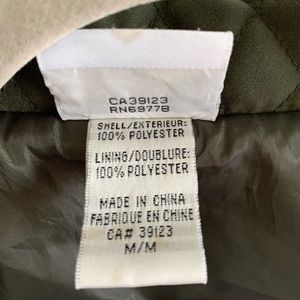 CA39123
RN69778
SHELL/EXTERIEUR:
100% POLYESTER
LINING/DOUBLURE:
100% POLYESTER
MADE IN CHINA
FABRIQUE EN CHINE
CA# 39123
M/M